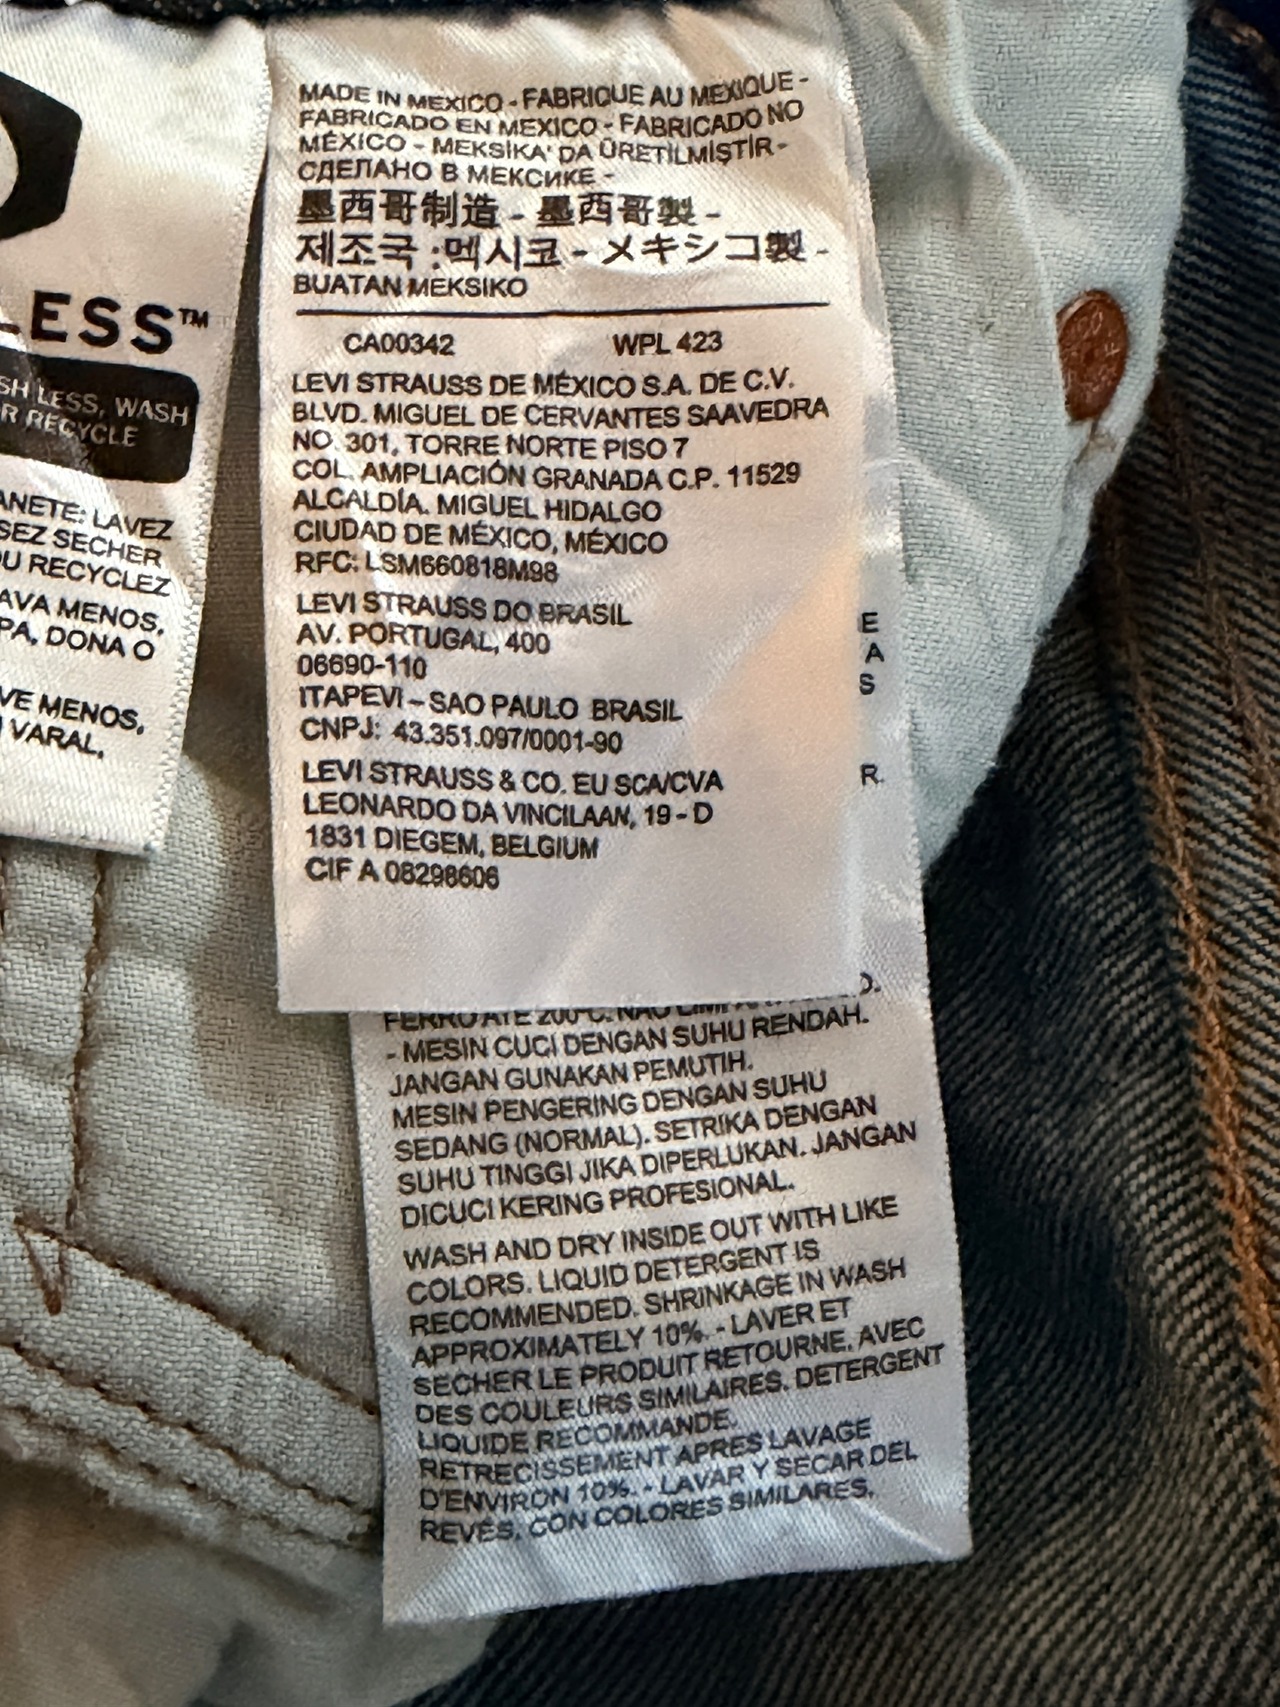 LESS™
SH LESS, WASH
R RECYCLE
ANETE: LAVEZ
SEZ SECHER
OU RECYCLEZ
AVA MENOS,
PA, DONA O
VE MENOS,
VARAL.
MADE IN MEXICO - FABRIQUE AU MEXIQUE -
FABRICADO EN MEXICO - FABRICADO NO
MÉXICO - MEKSİKA' DA ÜRETİLMİŞTİR -
СДЕЛАНО В МЕКСИКЕ -
墨西哥制造 - 墨西哥製 -
제조국 :멕시코 - メキシコ製 -
BUATAN MEKSIKO
CA00342 WPL 423
LEVI STRAUSS DE MÉXICO S.A. DE C.V.
BLVD. MIGUEL DE CERVANTES SAAVEDRA
NO. 301, TORRE NORTE PISO 7
COL. AMPLIACIÓN GRANADA C.P. 11529
ALCALDÍA. MIGUEL HIDALGO
CIUDAD DE MÉXICO, MÉXICO
RFC: LSM660818M98
LEVI STRAUSS DO BRASIL
AV. PORTUGAL, 400
06690-110
ITAPEVI – SAO PAULO BRASIL
CNPJ: 43.351.097/0001-90
LEVI STRAUSS & CO. EU SCA/CVA
LEONARDO DA VINCILAAN, 19 - D
1831 DIEGEM, BELGIUM
CIF A 08298606
E
A
S
R.
FERRO ATE 200°C. NAO
- MESIN CUCI DENGAN SUHU RENDAH.
JANGAN GUNAKAN PEMUTIH.
MESIN PENGERING DENGAN SUHU
SEDANG (NORMAL). SETRIKA DENGAN
SUHU TINGGI JIKA DIPERLUKAN. JANGAN
DICUCI KERING PROFESIONAL.
WASH AND DRY INSIDE OUT WITH LIKE
COLORS. LIQUID DETERGENT IS
RECOMMENDED. SHRINKAGE IN WASH
APPROXIMATELY 10%. - LAVER ET
SECHER LE PRODUIT RETOURNE, AVEC
DES COULEURS SIMILAIRES. DETERGENT
LIQUIDE RECOMMANDE.
RETRECISSEMENT APRES LAVAGE
D'ENVIRON 10%. - LAVAR Y SECAR DEL
REVÉS, CON COLORES SIMILARES.